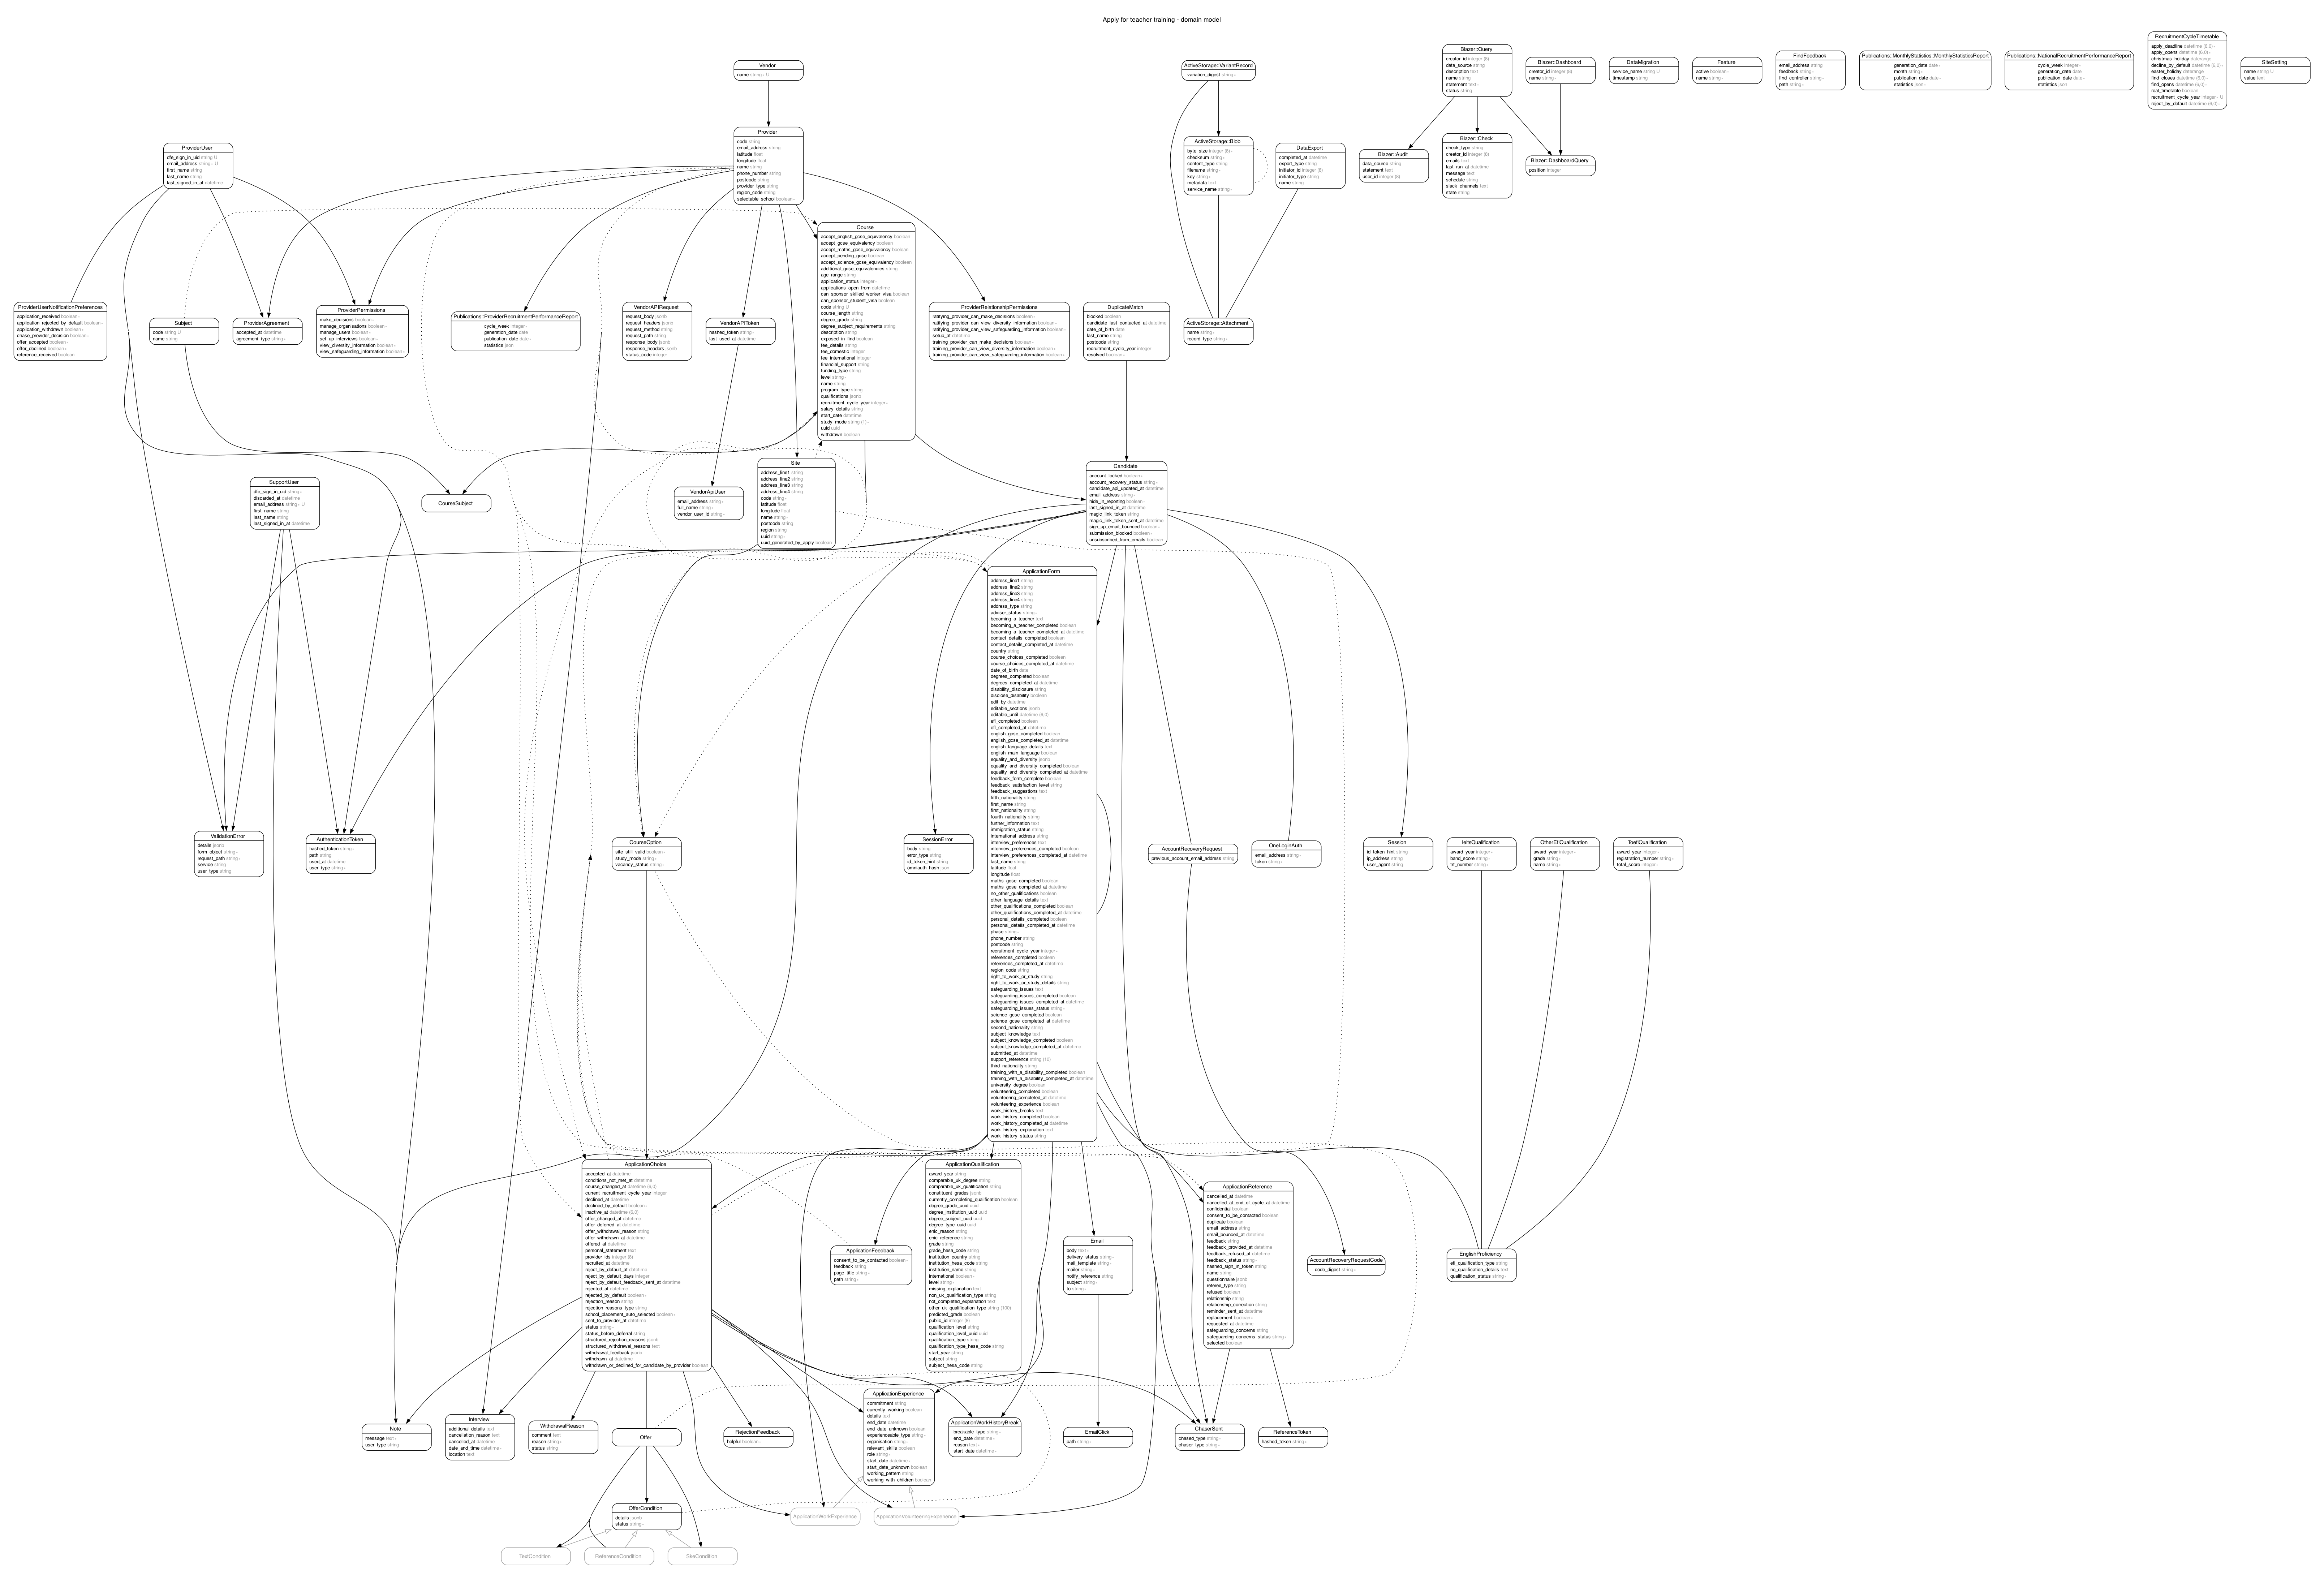 Apply for teacher training - domain model
Vendor
name string ∗ U
ActiveStorage::VariantRecord
variation_digest string ∗
Blazer::Query
creator_id integer (8)
data_source string
description text
name string
statement text ∗
status string
Blazer::Dashboard
creator_id integer (8)
name string ∗
DataMigration
service_name string U
timestamp string
Feature
active boolean ∗
name string ∗
FindFeedback
email_address string
feedback string ∗
find_controller string ∗
path string ∗
Publications::MonthlyStatistics::MonthlyStatisticsReport
generation_date date ∗
month string ∗
publication_date date ∗
statistics json ∗
Publications::NationalRecruitmentPerformanceReport
cycle_week integer ∗
generation_date date
publication_date date ∗
statistics json
RecruitmentCycleTimetable
apply_deadline datetime (6,0) ∗
apply_opens datetime (6,0) ∗
christmas_holiday daterange
decline_by_default datetime (6,0) ∗
easter_holiday daterange
find_closes datetime (6,0) ∗
find_opens datetime (6,0) ∗
real_timetable boolean
recruitment_cycle_year integer ∗ U
reject_by_default datetime (6,0) ∗
SiteSetting
name string U
value text
ProviderUser
dfe_sign_in_uid string U
email_address string ∗ U
first_name string
last_name string
last_signed_in_at datetime
Provider
code string
email_address string
latitude float
longitude float
name string
phone_number string
postcode string
provider_type string
region_code string
selectable_school boolean ∗
ActiveStorage::Blob
byte_size integer (8) ∗
checksum string ∗
content_type string
filename string ∗
key string ∗
metadata text
service_name string ∗
DataExport
completed_at datetime
export_type string
initiator_id integer (8)
initiator_type string
name string
Blazer::Audit
data_source string
statement text
user_id integer (8)
Blazer::Check
check_type string
creator_id integer (8)
emails text
last_run_at datetime
message text
schedule string
slack_channels text
state string
Blazer::DashboardQuery
position integer
Course
accept_english_gcse_equivalency boolean
accept_gcse_equivalency boolean
accept_maths_gcse_equivalency boolean
accept_pending_gcse boolean
accept_science_gcse_equivalency boolean
additional_gcse_equivalencies string
age_range string
application_status integer ∗
applications_open_from datetime
can_sponsor_skilled_worker_visa boolean
can_sponsor_student_visa boolean
code string U
course_length string
degree_grade string
degree_subject_requirements string
description string
exposed_in_find boolean
fee_details string
fee_domestic integer
fee_international integer
financial_support string
funding_type string
level string ∗
name string
program_type string
qualifications jsonb
recruitment_cycle_year integer ∗
salary_details string
start_date datetime
study_mode string (1) ∗
uuid uuid
withdrawn boolean
ProviderUserNotificationPreferences
application_received boolean ∗
application_rejected_by_default boolean ∗
application_withdrawn boolean ∗
chase_provider_decision boolean ∗
offer_accepted boolean ∗
offer_declined boolean ∗
reference_received boolean
Subject
code string U
name string
ProviderAgreement
accepted_at datetime
agreement_type string ∗
ProviderPermissions
make_decisions boolean ∗
manage_organisations boolean ∗
manage_users boolean ∗
set_up_interviews boolean ∗
view_diversity_information boolean ∗
view_safeguarding_information boolean ∗
Publications::ProviderRecruitmentPerformanceReport
cycle_week integer ∗
generation_date date
publication_date date ∗
statistics json
VendorAPIRequest
request_body jsonb
request_headers jsonb
request_method string
request_path string
response_body jsonb
response_headers jsonb
status_code integer
VendorAPIToken
hashed_token string ∗
last_used_at datetime
ProviderRelationshipPermissions
ratifying_provider_can_make_decisions boolean ∗
ratifying_provider_can_view_diversity_information boolean ∗
ratifying_provider_can_view_safeguarding_information boolean ∗
setup_at datetime
training_provider_can_make_decisions boolean ∗
training_provider_can_view_diversity_information boolean ∗
training_provider_can_view_safeguarding_information boolean ∗
DuplicateMatch
blocked boolean
candidate_last_contacted_at datetime
date_of_birth date
last_name string
postcode string
recruitment_cycle_year integer
resolved boolean ∗
ActiveStorage::Attachment
name string ∗
record_type string ∗
SupportUser
dfe_sign_in_uid string ∗
discarded_at datetime
email_address string ∗ U
first_name string
last_name string
last_signed_in_at datetime
CourseSubject
VendorApiUser
email_address string ∗
full_name string ∗
vendor_user_id string ∗
Site
address_line1 string
address_line2 string
address_line3 string
address_line4 string
code string ∗
latitude float
longitude float
name string ∗
postcode string
region string
uuid string ∗
uuid_generated_by_apply boolean
Candidate
account_locked boolean ∗
account_recovery_status string ∗
candidate_api_updated_at datetime
email_address string ∗
hide_in_reporting boolean ∗
last_signed_in_at datetime
magic_link_token string
magic_link_token_sent_at datetime
sign_up_email_bounced boolean ∗
submission_blocked boolean ∗
unsubscribed_from_emails boolean
ApplicationForm
address_line1 string
address_line2 string
address_line3 string
address_line4 string
address_type string
adviser_status string ∗
becoming_a_teacher text
becoming_a_teacher_completed boolean
becoming_a_teacher_completed_at datetime
contact_details_completed boolean
contact_details_completed_at datetime
country string
course_choices_completed boolean
course_choices_completed_at datetime
date_of_birth date
degrees_completed boolean
degrees_completed_at datetime
disability_disclosure string
disclose_disability boolean
edit_by datetime
editable_sections jsonb
editable_until datetime (6,0)
efl_completed boolean
efl_completed_at datetime
english_gcse_completed boolean
english_gcse_completed_at datetime
english_language_details text
english_main_language boolean
equality_and_diversity jsonb
equality_and_diversity_completed boolean
equality_and_diversity_completed_at datetime
feedback_form_complete boolean
feedback_satisfaction_level string
feedback_suggestions text
fifth_nationality string
first_name string
first_nationality string
fourth_nationality string
further_information text
immigration_status string
international_address string
interview_preferences text
interview_preferences_completed boolean
interview_preferences_completed_at datetime
last_name string
latitude float
longitude float
maths_gcse_completed boolean
maths_gcse_completed_at datetime
no_other_qualifications boolean
other_language_details text
other_qualifications_completed boolean
other_qualifications_completed_at datetime
personal_details_completed boolean
personal_details_completed_at datetime
phase string ∗
phone_number string
postcode string
recruitment_cycle_year integer ∗
references_completed boolean
references_completed_at datetime
region_code string
right_to_work_or_study string
right_to_work_or_study_details string
safeguarding_issues text
safeguarding_issues_completed boolean
safeguarding_issues_completed_at datetime
safeguarding_issues_status string ∗
science_gcse_completed boolean
science_gcse_completed_at datetime
second_nationality string
subject_knowledge text
subject_knowledge_completed boolean
subject_knowledge_completed_at datetime
submitted_at datetime
support_reference string (10)
third_nationality string
training_with_a_disability_completed boolean
training_with_a_disability_completed_at datetime
university_degree boolean
volunteering_completed boolean
volunteering_completed_at datetime
volunteering_experience boolean
work_history_breaks text
work_history_completed boolean
work_history_completed_at datetime
work_history_explanation text
work_history_status string
ValidationError
details jsonb
form_object string ∗
request_path string ∗
service string
user_type string
AuthenticationToken
hashed_token string ∗
path string
used_at datetime
user_type string ∗
CourseOption
site_still_valid boolean ∗
study_mode string ∗
vacancy_status string ∗
SessionError
body string
error_type string
id_token_hint string
omniauth_hash json
AccountRecoveryRequest
previous_account_email_address string
OneLoginAuth
email_address string ∗
token string ∗
Session
id_token_hint string
ip_address string
user_agent string
IeltsQualification
award_year integer ∗
band_score string ∗
trf_number string ∗
OtherEflQualification
award_year integer ∗
grade string ∗
name string ∗
ToeflQualification
award_year integer ∗
registration_number string ∗
total_score integer ∗
ApplicationChoice
accepted_at datetime
conditions_not_met_at datetime
course_changed_at datetime (6,0)
current_recruitment_cycle_year integer
declined_at datetime
declined_by_default boolean ∗
inactive_at datetime (6,0)
offer_changed_at datetime
offer_deferred_at datetime
offer_withdrawal_reason string
offer_withdrawn_at datetime
offered_at datetime
personal_statement text
provider_ids integer (8)
recruited_at datetime
reject_by_default_at datetime
reject_by_default_days integer
reject_by_default_feedback_sent_at datetime
rejected_at datetime
rejected_by_default boolean ∗
rejection_reason string
rejection_reasons_type string
school_placement_auto_selected boolean ∗
sent_to_provider_at datetime
status string ∗
status_before_deferral string
structured_rejection_reasons jsonb
structured_withdrawal_reasons text
withdrawal_feedback jsonb
withdrawn_at datetime
withdrawn_or_declined_for_candidate_by_provider boolean
ApplicationFeedback
consent_to_be_contacted boolean ∗
feedback string
page_title string ∗
path string ∗
ApplicationQualification
award_year string
comparable_uk_degree string
comparable_uk_qualification string
constituent_grades jsonb
currently_completing_qualification boolean
degree_grade_uuid uuid
degree_institution_uuid uuid
degree_subject_uuid uuid
degree_type_uuid uuid
enic_reason string
enic_reference string
grade string
grade_hesa_code string
institution_country string
institution_hesa_code string
institution_name string
international boolean ∗
level string ∗
missing_explanation text
non_uk_qualification_type string
not_completed_explanation text
other_uk_qualification_type string (100)
predicted_grade boolean
public_id integer (8)
qualification_level string
qualification_level_uuid uuid
qualification_type string
qualification_type_hesa_code string
start_year string
subject string
subject_hesa_code string
Email
body text ∗
delivery_status string ∗
mail_template string ∗
mailer string ∗
notify_reference string
subject string ∗
to string ∗
ApplicationReference
cancelled_at datetime
cancelled_at_end_of_cycle_at datetime
confidential boolean
consent_to_be_contacted boolean
duplicate boolean
email_address string
email_bounced_at datetime
feedback string
feedback_provided_at datetime
feedback_refused_at datetime
feedback_status string ∗
hashed_sign_in_token string
name string
questionnaire jsonb
referee_type string
refused boolean
relationship string
relationship_correction string
reminder_sent_at datetime
replacement boolean ∗
requested_at datetime
safeguarding_concerns string
safeguarding_concerns_status string ∗
selected boolean
AccountRecoveryRequestCode
code_digest string ∗
EnglishProficiency
efl_qualification_type string
no_qualification_details text
qualification_status string ∗
Note
message text ∗
user_type string
Interview
additional_details text
cancellation_reason text
cancelled_at datetime
date_and_time datetime ∗
location text
WithdrawalReason
comment text
reason string ∗
status string
Offer
RejectionFeedback
helpful boolean ∗
ApplicationExperience
commitment string
currently_working boolean
details text
end_date datetime
end_date_unknown boolean
experienceable_type string ∗
organisation string ∗
relevant_skills boolean
role string ∗
start_date datetime ∗
start_date_unknown boolean
working_pattern string
working_with_children boolean
ApplicationWorkHistoryBreak
breakable_type string ∗
end_date datetime ∗
reason text ∗
start_date datetime ∗
EmailClick
path string ∗
ChaserSent
chased_type string ∗
chaser_type string ∗
ReferenceToken
hashed_token string ∗
OfferCondition
details jsonb
status string ∗
ApplicationWorkExperience
ApplicationVolunteeringExperience
TextCondition
ReferenceCondition
SkeCondition